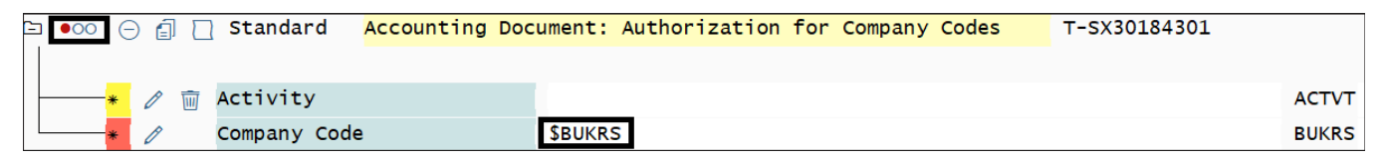 Standard Accounting Document: Authorization for Company Codes T-SX30184301
* Activity ACTVT
* Company Code $BUKRS BUKRS